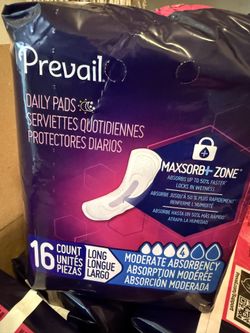 Prevail
DAILY PADS
SERVIETTES QUOTIDIENNES
PROTECTORES DIARIOS
MAXSORB+ ZONE
ABSORBS UP TO 50% FASTER
LOCKS IN WETNESS
ABSORBE JUSQU'À 50% PLUS RAPIDEMENT
RENFERME L'HUMIDITÉ
ABSORBE HASTA UN 50% MÁS RÁPIDO
ATRAPA LA HUMEDAD
16 COUNT
UNITÉS
PIEZAS
LONG
LONGUE
LARGO
4
MODERATE ABSORBENCY
ABSORPTION MODÉRÉE
ABSORCIÓN MODERADA